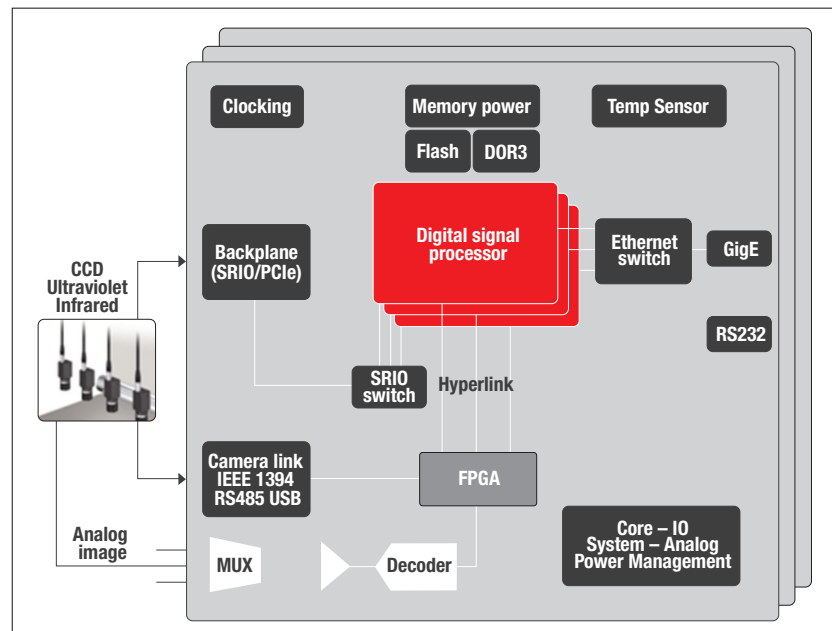 Clocking
Memory power
Temp Sensor
Flash
DOR3
Digital signal
processor
Backplane
(SRIO/PCIe)
Ethernet
switch
GigE
CCD
Ultraviolet
Infrared
RS232
SRIO
switch
Hyperlink
Camera link
IEEE 1394
RS485 USB
FPGA
Analog
image
MUX
Decoder
Core – IO
System – Analog
Power Management